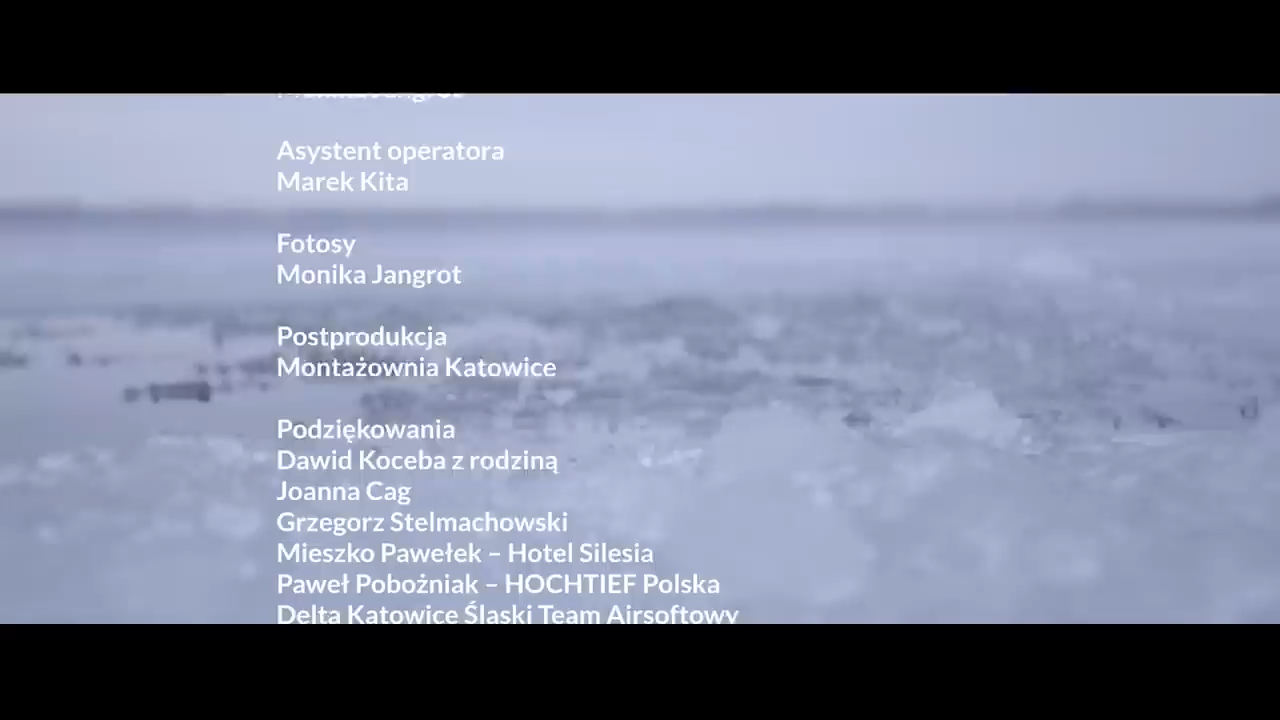 Asystent operatora
Marek Kita
Fotosy
Monika Jangrot
Postprodukcja
Montażownia Katowice
Podziękowania
Dawid Koceba z rodziną
Joanna Cag
Grzegorz Stelmachowski
Mieszko Pawełek – Hotel Silesia
Paweł Pobożniak – HOCHTIEF Polska
Delta Katowice Śląski Team Airsoftowy